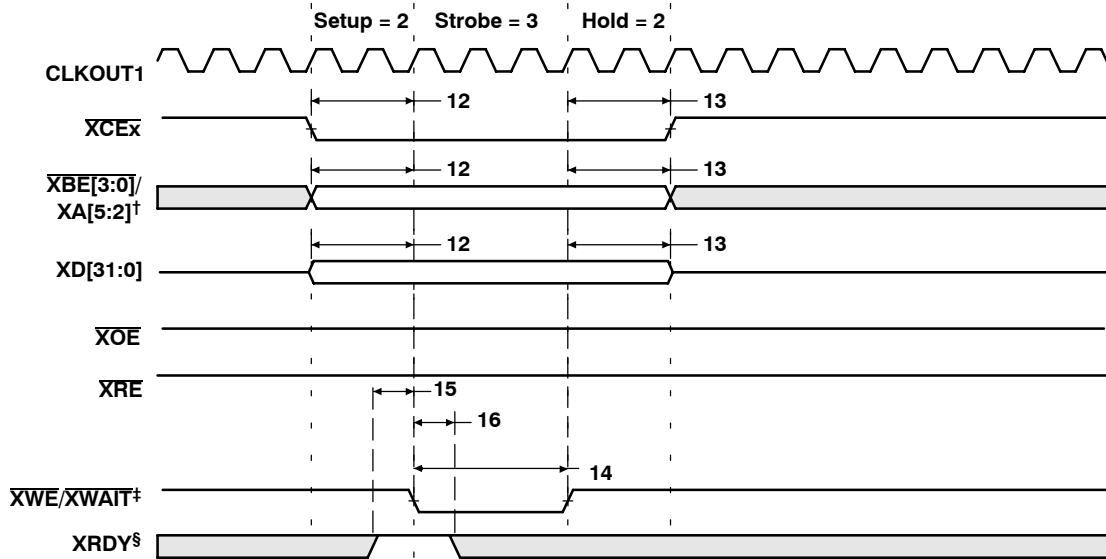 Setup = 2 Strobe = 3 Hold = 2
CLKOUT1
12 13
XCEx
12 13
XBE[3:0]/
XA[5:2]†
12 13
XD[31:0]
XOE
XRE
15
16
14
XWE/XWAIT‡
XRDY§